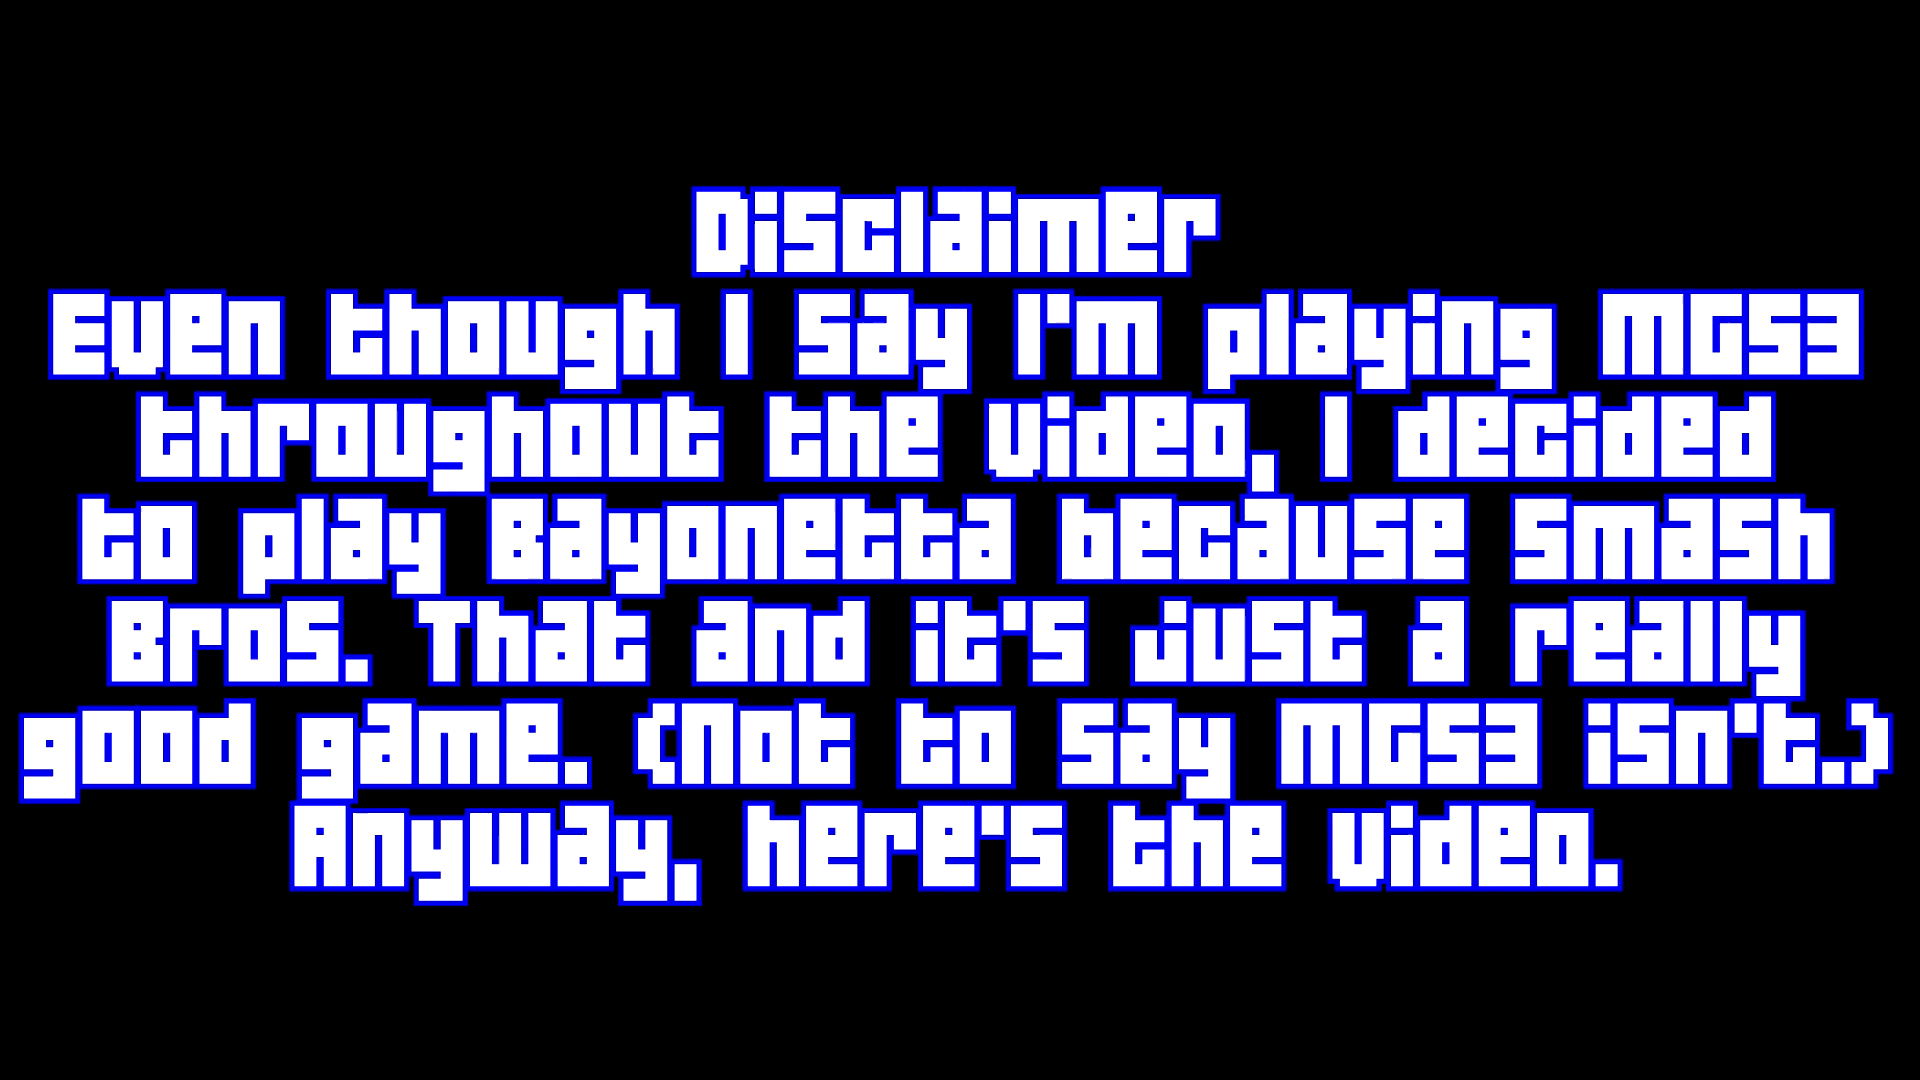 Disclaimer
Even though I say I'm playing MGS3
throughout the video, I decided
to play Bayonetta because smash
Bros. That and it's just a really
good game. (Not to say MGS3 isn't.)
Anyway, here's the video.